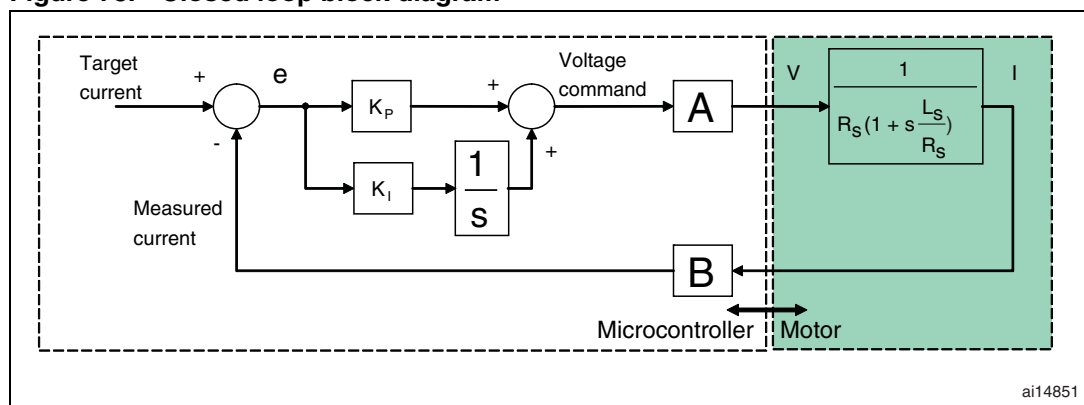 Figure 76. Closed loop block diagram
Target
current
+
-
e
K_P
K_I
1
s
+
+
Voltage
command
A
V
1
R_S(1 + s L_S
R_S)
I
Measured
current
B
Microcontroller
Motor
ai14851